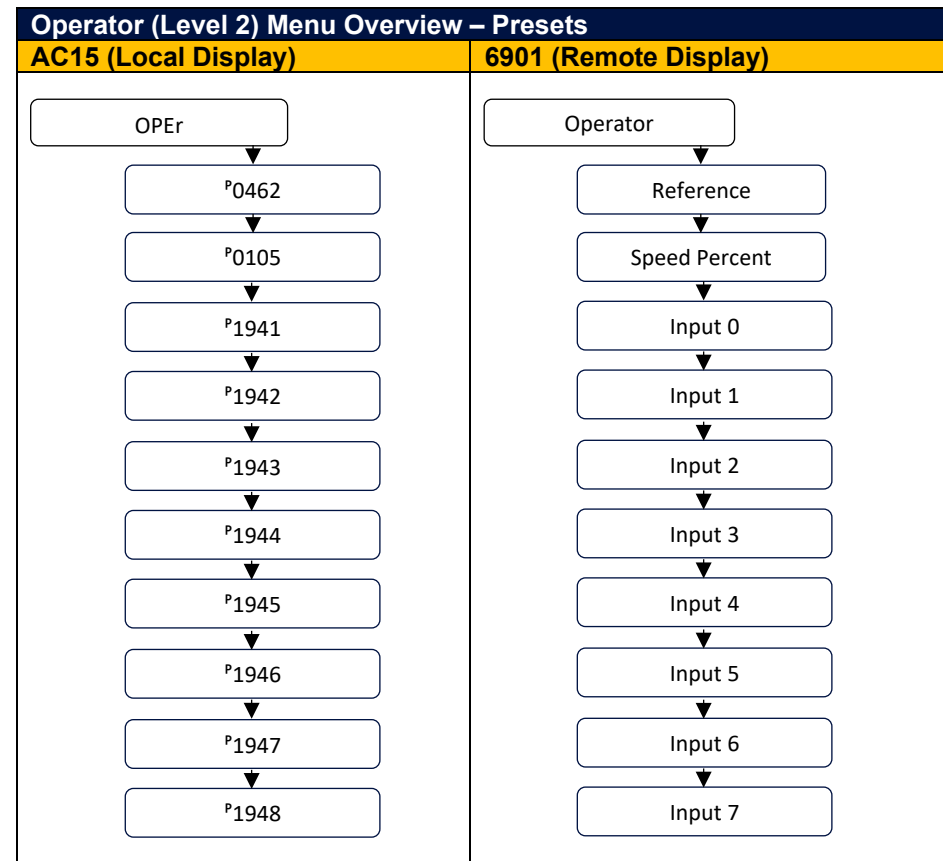 Operator (Level 2) Menu Overview – Presets
AC15 (Local Display)
6901 (Remote Display)
OPEr
ᴾ0462
ᴾ0105
ᴾ1941
ᴾ1942
ᴾ1943
ᴾ1944
ᴾ1945
ᴾ1946
ᴾ1947
ᴾ1948
Operator
Reference
Speed Percent
Input 0
Input 1
Input 2
Input 3
Input 4
Input 5
Input 6
Input 7